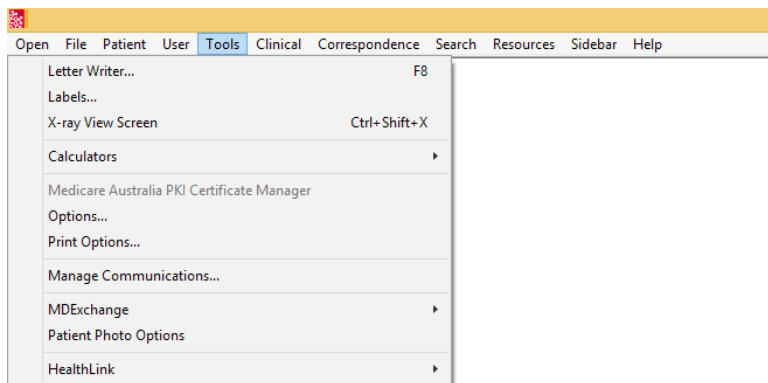 Open File Patient User Tools Clinical Correspondence Search Resources Sidebar Help
Letter Writer... F8
Labels...
X-ray View Screen Ctrl+Shift+X
Calculators
Medicare Australia PKI Certificate Manager
Options...
Print Options...
Manage Communications...
MDExchange
Patient Photo Options
HealthLink